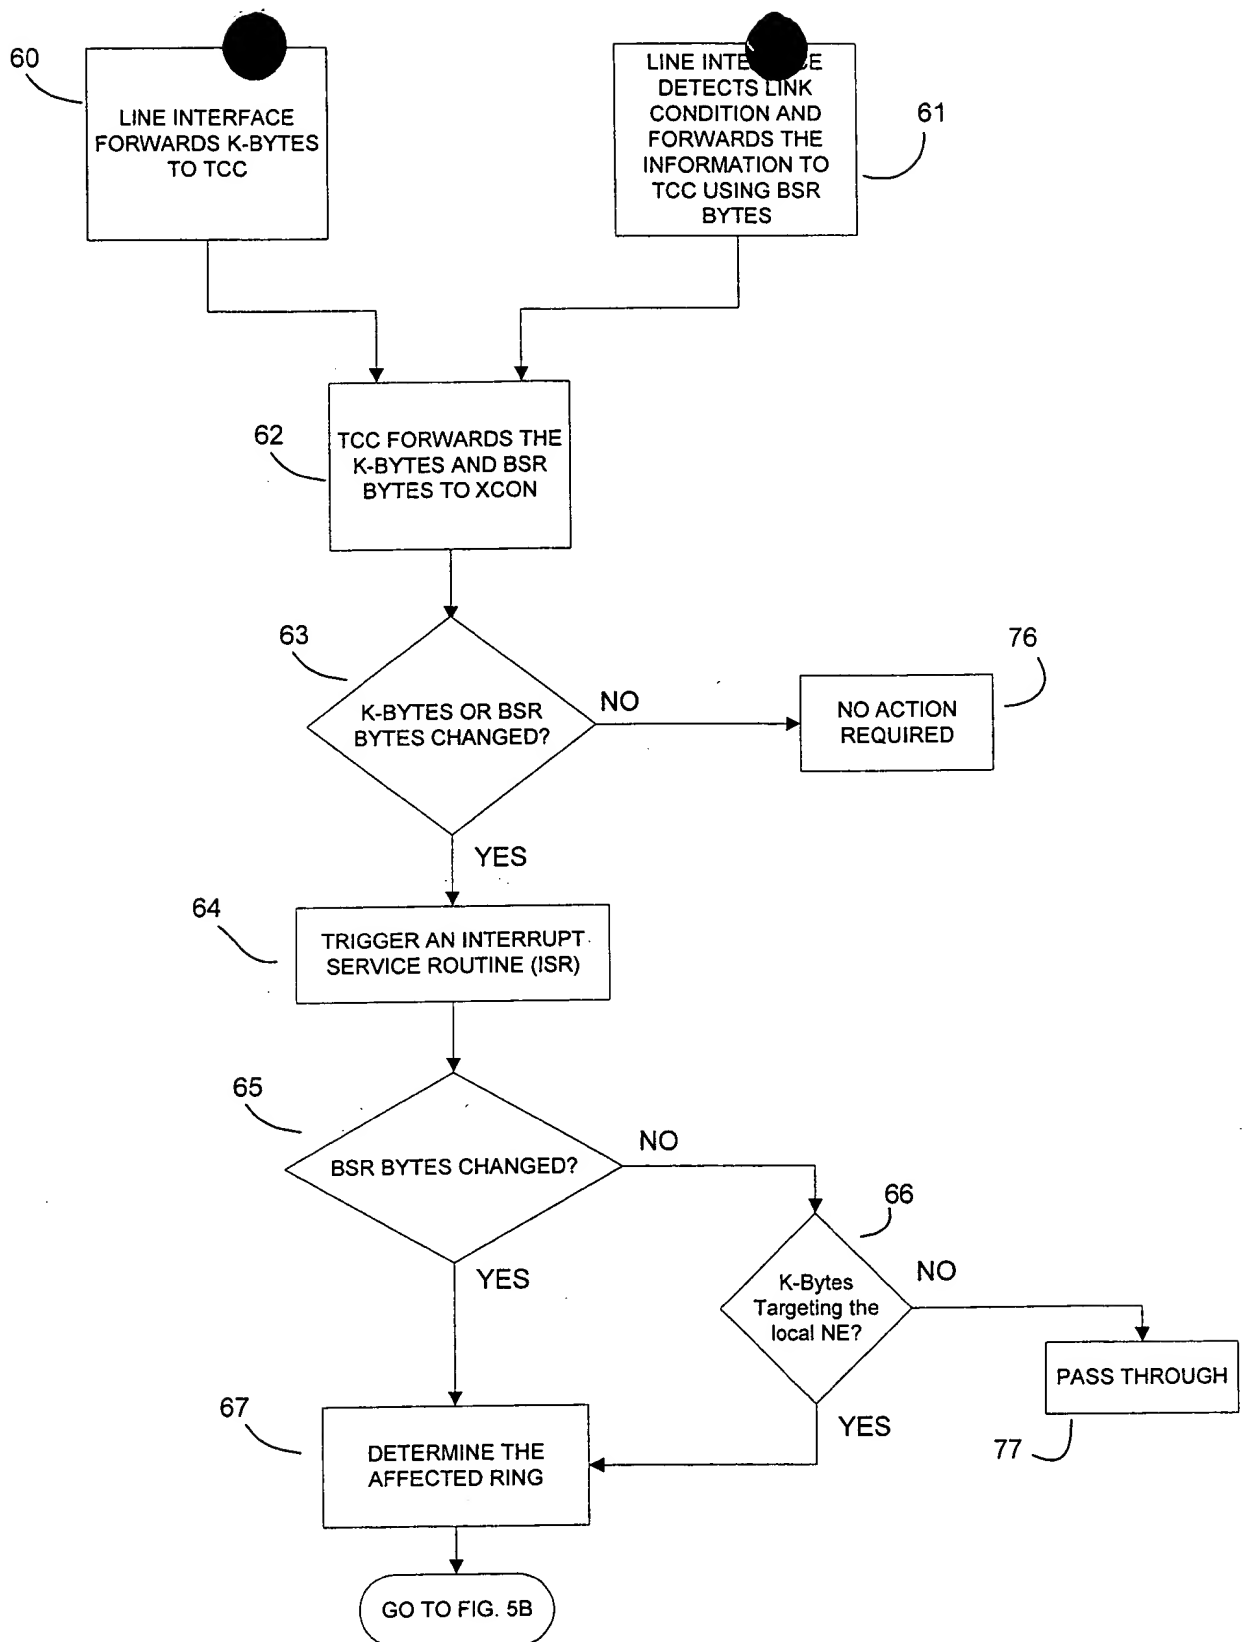 60
LINE INTERFACE
FORWARDS K-BYTES
TO TCC
LINE
DETECTS LINK
CONDITION AND
FORWARDS THE
INFORMATION TO
TCC USING BSR
BYTES
61
62
TCC FORWARDS THE
K-BYTES AND BSR
BYTES TO XCON
63
K-BYTES OR BSR
BYTES CHANGED?
NO
76
NO ACTION
REQUIRED
YES
64
TRIGGER AN INTERRUPT
SERVICE ROUTINE (ISR)
65
BSR BYTES CHANGED?
NO
66
K-Bytes
Targeting the
local NE?
NO
PASS THROUGH
77
YES
YES
67
DETERMINE THE
AFFECTED RING
GO TO FIG. 5B